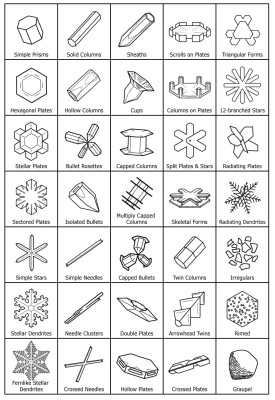 Simple Prisms
Solid Columns
Sheaths
Scrolls on Plates
Triangular Forms
Hexagonal Plates
Hollow Columns
Cups
Columns on Plates
12-branched Stars
Stellar Plates
Bullet Rosettes
Capped Columns
Split Plates & Stars
Radiating Plates
Sectored Plates
Isolated Bullets
Multiply Capped
Columns
Skeletal Forms
Radiating Dendrites
Simple Stars
Simple Needles
Capped Bullets
Twin Columns
Irregulars
Stellar Dendrites
Needle Clusters
Double Plates
Arrowhead Twins
Rimed
Fernlike Stellar
Dendrites
Crossed Needles
Hollow Plates
Crossed Plates
Graupel